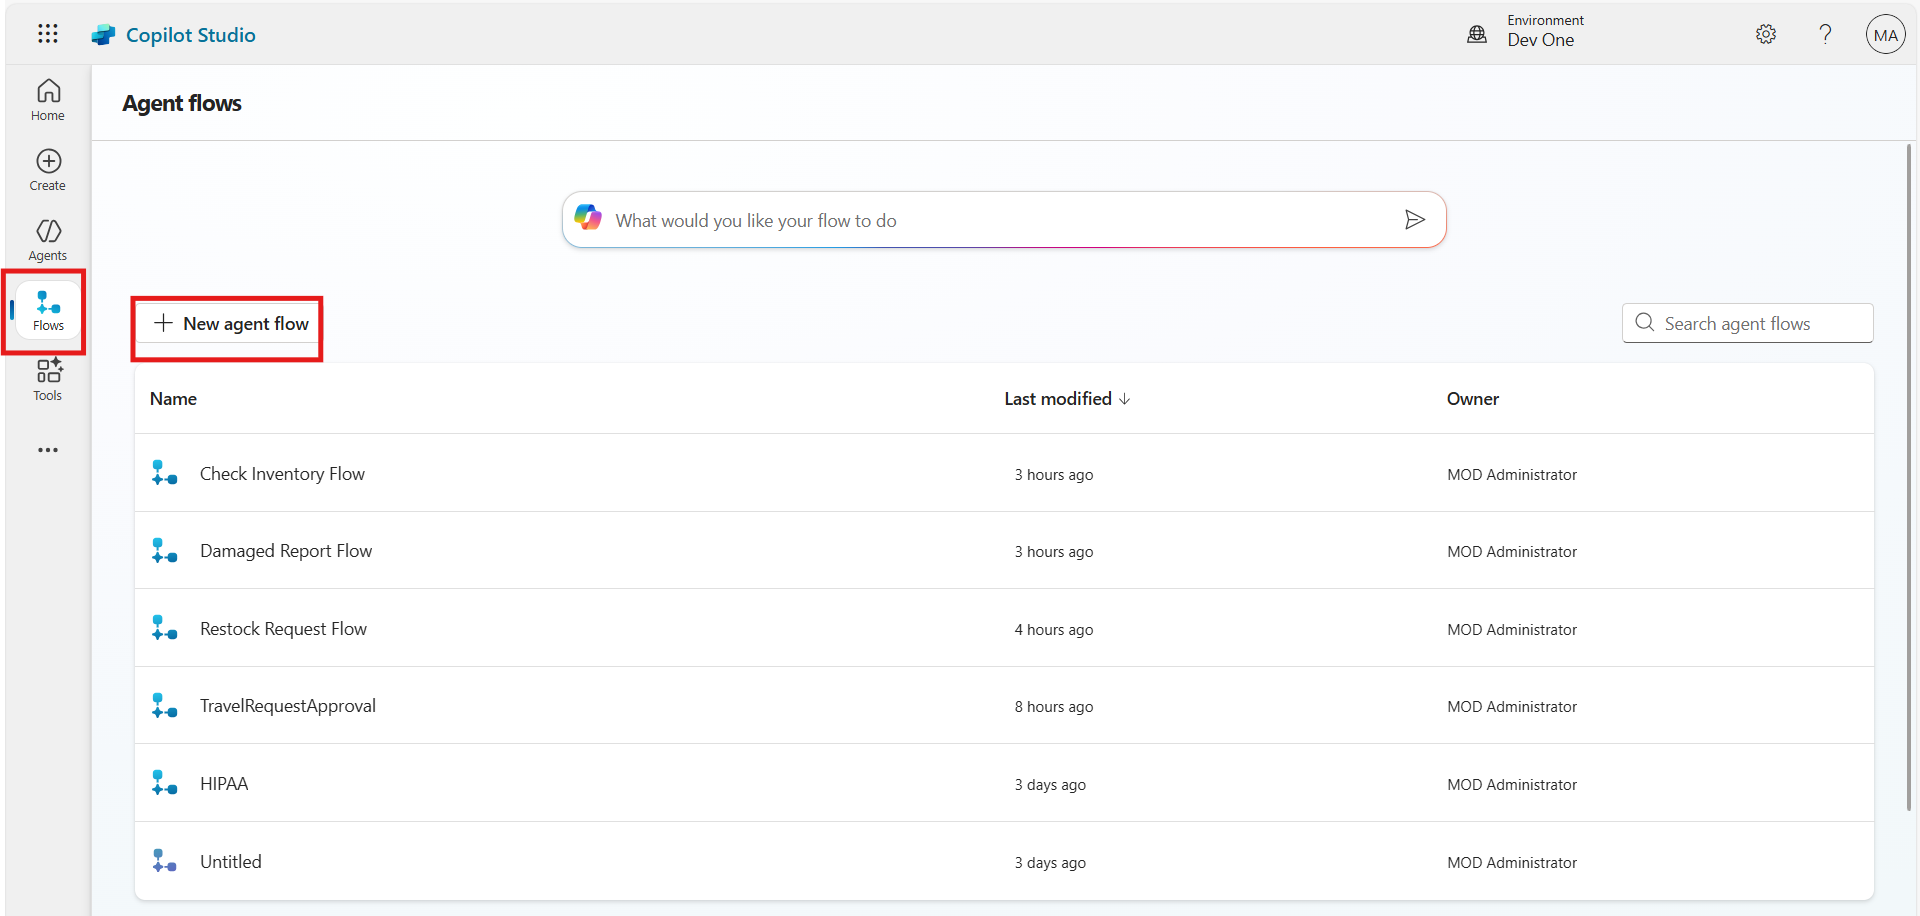 Copilot Studio
Environment
Dev One
?
MA
Home
Create
Agents
Flows
Tools
Agent flows
What would you like your flow to do
New agent flow
Search agent flows
Name Last modified ↓ Owner
Check Inventory Flow 3 hours ago MOD Administrator
Damaged Report Flow 3 hours ago MOD Administrator
Restock Request Flow 4 hours ago MOD Administrator
TravelRequestApproval 8 hours ago MOD Administrator
HIPAA 3 days ago MOD Administrator
Untitled 3 days ago MOD Administrator